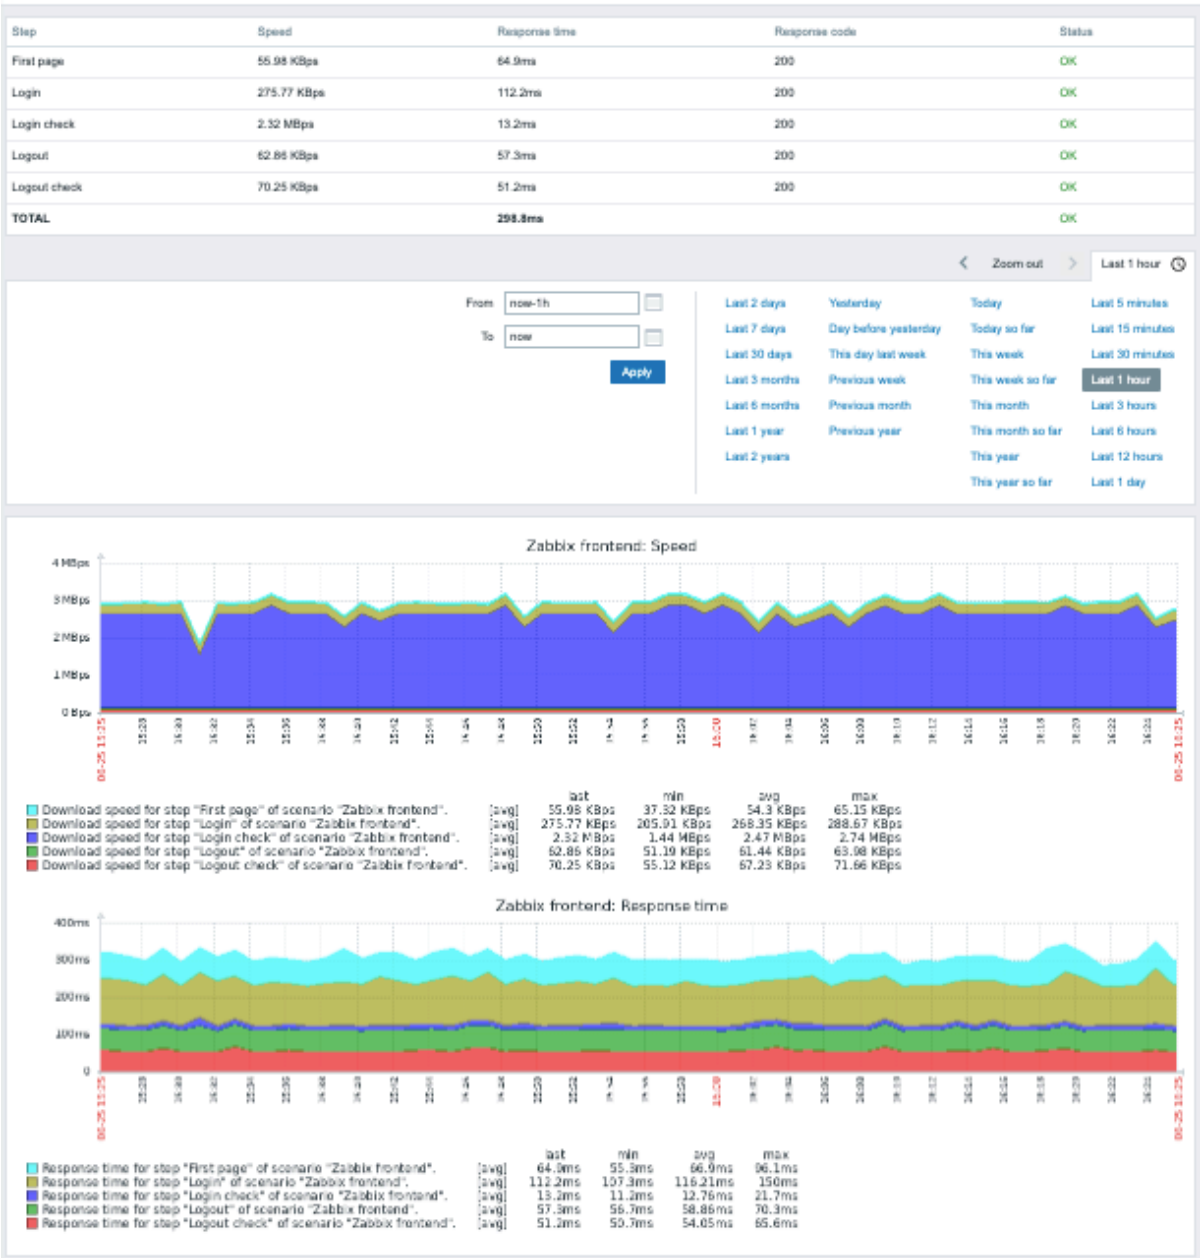 Step Speed Response time Response code Status
First page 55.98 KBps 64.9ms 200 OK
Login 275.77 KBps 112.2ms 200 OK
Login check 2.32 MBps 13.2ms 200 OK
Logout 62.86 KBps 57.3ms 200 OK
Logout check 70.25 KBps 51.2ms 200 OK
TOTAL 298.8ms OK
Zoom out Last 1 hour
From now-1h
To now
Apply
Last 2 days Yesterday Today Last 5 minutes
Last 7 days Day before yesterday Today so far Last 15 minutes
Last 30 days This day last week This week Last 30 minutes
Last 3 months Previous week This week so far Last 1 hour
Last 6 months Previous month This month Last 3 hours
Last 1 year Previous year This month so far Last 6 hours
Last 2 years This year Last 12 hours
This year so far Last 1 day
Zabbix frontend: Speed
4 MBps
3 MBps
2 MBps
1 MBps
0 Bps
last min avg max
Download speed for step "First page" of scenario "Zabbix frontend". [avg] 55.98 KBps 37.32 KBps 54.3 KBps 65.15 KBps
Download speed for step "Login" of scenario "Zabbix frontend". [avg] 275.77 KBps 205.91 KBps 268.35 KBps 288.67 KBps
Download speed for step "Login check" of scenario "Zabbix frontend". [avg] 2.32 MBps 1.44 MBps 2.47 MBps 2.74 MBps
Download speed for step "Logout" of scenario "Zabbix frontend". [avg] 62.86 KBps 51.19 KBps 61.44 KBps 63.98 KBps
Download speed for step "Logout check" of scenario "Zabbix frontend". [avg] 70.25 KBps 55.12 KBps 67.23 KBps 71.66 KBps
Zabbix frontend: Response time
400ms
300ms
200ms
100ms
0
last min avg max
Response time for step "First page" of scenario "Zabbix frontend". [avg] 64.9ms 55.3ms 66.9ms 96.1ms
Response time for step "Login" of scenario "Zabbix frontend". [avg] 112.2ms 107.3ms 116.21ms 150ms
Response time for step "Login check" of scenario "Zabbix frontend". [avg] 13.2ms 11.2ms 12.76ms 21.7ms
Response time for step "Logout" of scenario "Zabbix frontend". [avg] 57.3ms 56.7ms 58.86ms 70.3ms
Response time for step "Logout check" of scenario "Zabbix frontend". [avg] 51.2ms 50.7ms 54.05ms 65.6ms